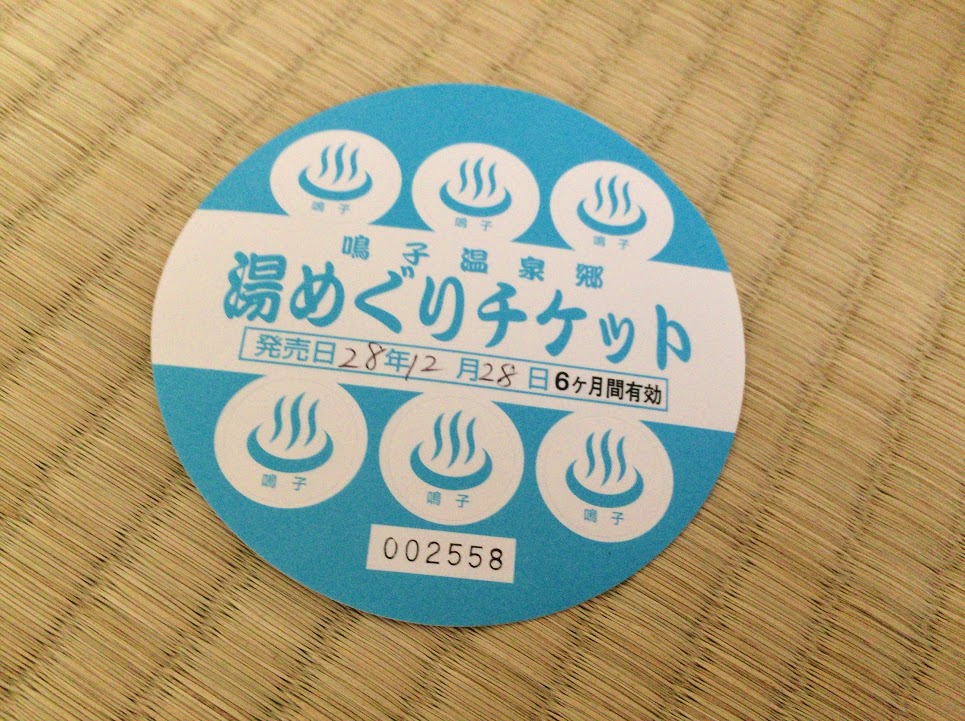 鳴子 鳴子 鳴子
鳴子温泉郷
湯めぐりチケット
発売日28年12月28日6ヶ月間有効
鳴子 鳴子 鳴子
002558